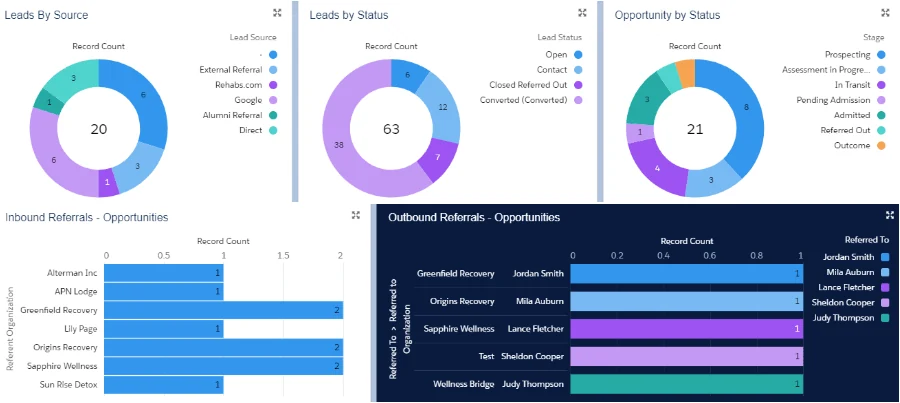 Leads By Source
Record Count
Lead Source
-
External Referral
Rehabs.com
Google
Alumni Referral
Direct
6
3
1
6
1
3
20
Leads by Status
Record Count
Lead Status
Open
Contact
Closed Referred Out
Converted (Converted)
6
12
7
38
63
Opportunity by Status
Record Count
Stage
Prospecting
Assessment in Progre...
In Transit
Pending Admission
Admitted
Referred Out
Outcome
8
3
4
1
3
21
Inbound Referrals - Opportunities
Record Count
0 0.5 1 1.5 2
Referent Organization
Alterman Inc 1
APN Lodge 1
Greenfield Recovery 2
Lily Page 1
Origins Recovery 2
Sapphire Wellness 2
Sun Rise Detox 1
Outbound Referrals - Opportunities
Record Count
0 0.2 0.4 0.6 0.8 1
Referred To > Referred to
Organization
Greenfield Recovery Jordan Smith 1
Origins Recovery Mila Auburn 1
Sapphire Wellness Lance Fletcher 1
Test Sheldon Cooper 1
Wellness Bridge Judy Thompson 1
Referred To
Jordan Smith
Mila Auburn
Lance Fletcher
Sheldon Cooper
Judy Thompson